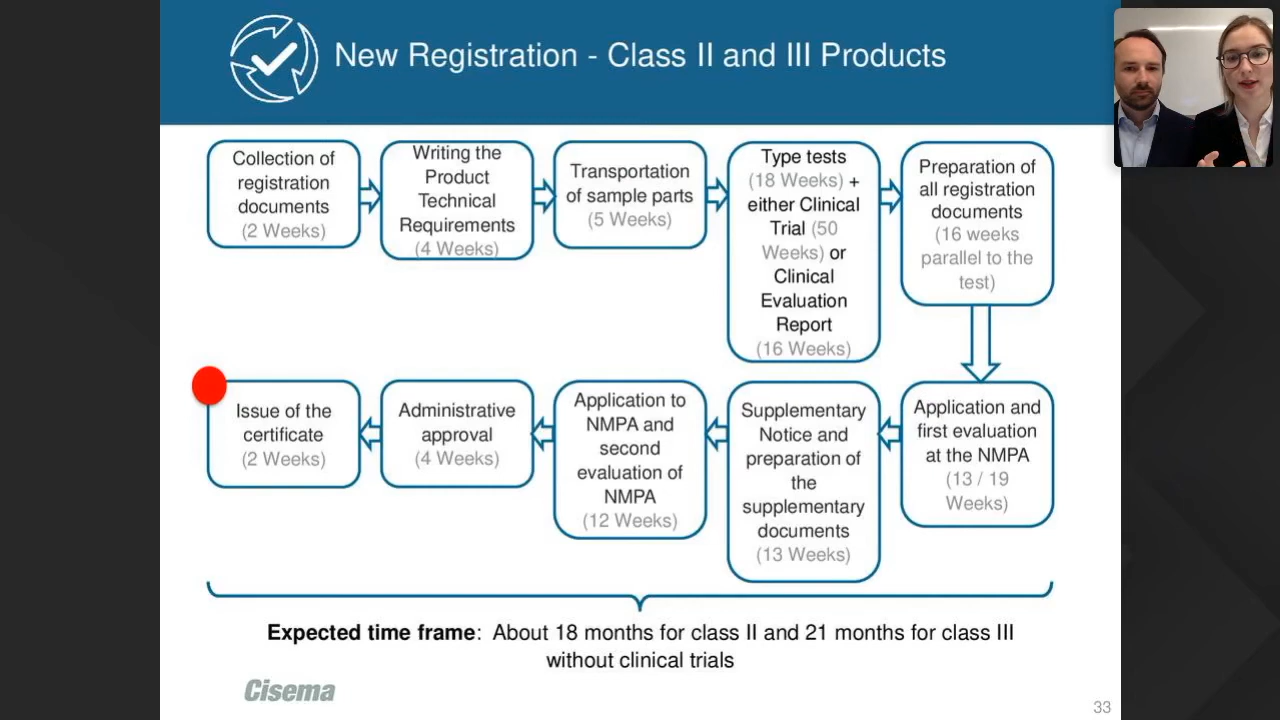 New Registration - Class II and III Products
Collection of
registration
documents
(2 Weeks)
Writing the
Product
Technical
Requirements
(4 Weeks)
Transportation
of sample parts
(5 Weeks)
Type tests
(18 Weeks) +
either Clinical
Trial (50
Weeks) or
Clinical
Evaluation
Report
(16 Weeks)
Preparation of
all registration
documents
(16 weeks
parallel to the
test)
Issue of the
certificate
(2 Weeks)
Administrative
approval
(4 Weeks)
Application to
NMPA and
second
evaluation of
NMPA
(12 Weeks)
Supplementary
Notice and
preparation of
the
supplementary
documents
(13 Weeks)
Application and
first evaluation
at the NMPA
(13 / 19
Weeks)
Expected time frame: About 18 months for class II and 21 months for class III
without clinical trials
Cisema
33